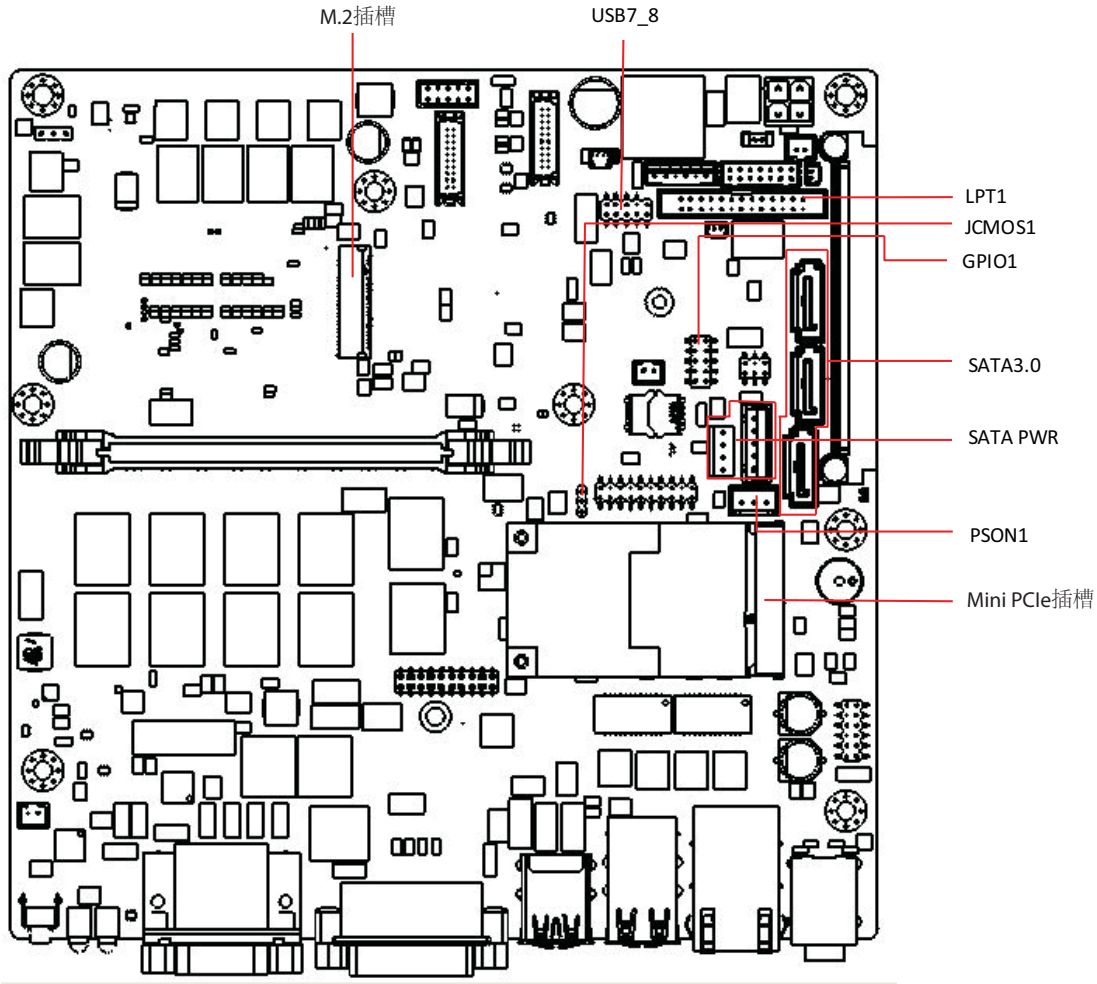 M.2插槽
USB7_8
LPT1
JCMOS1
GPIO1
SATA3.0
SATA PWR
PSON1
Mini PCIe插槽